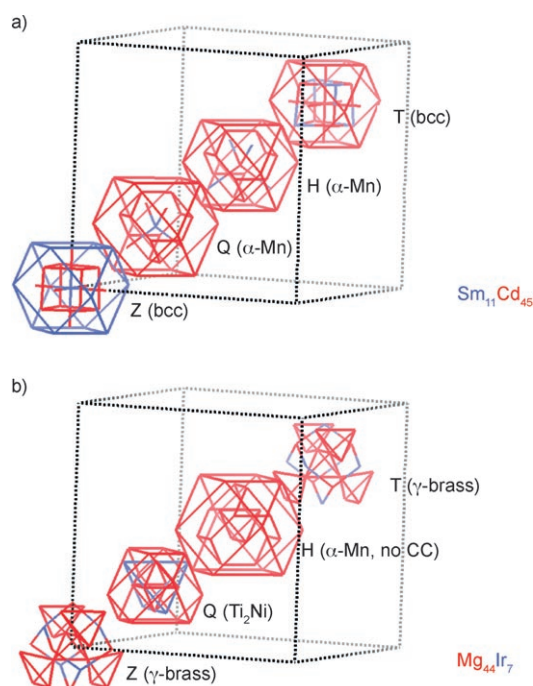 a)
T (bcc)
H (α-Mn)
Q (α-Mn)
Z (bcc)
Sm₁₁Cd₄₅
b)
T (γ-brass)
H (α-Mn, no CC)
Q (Ti₂Ni)
Z (γ-brass)
Mg₄₄Ir₇